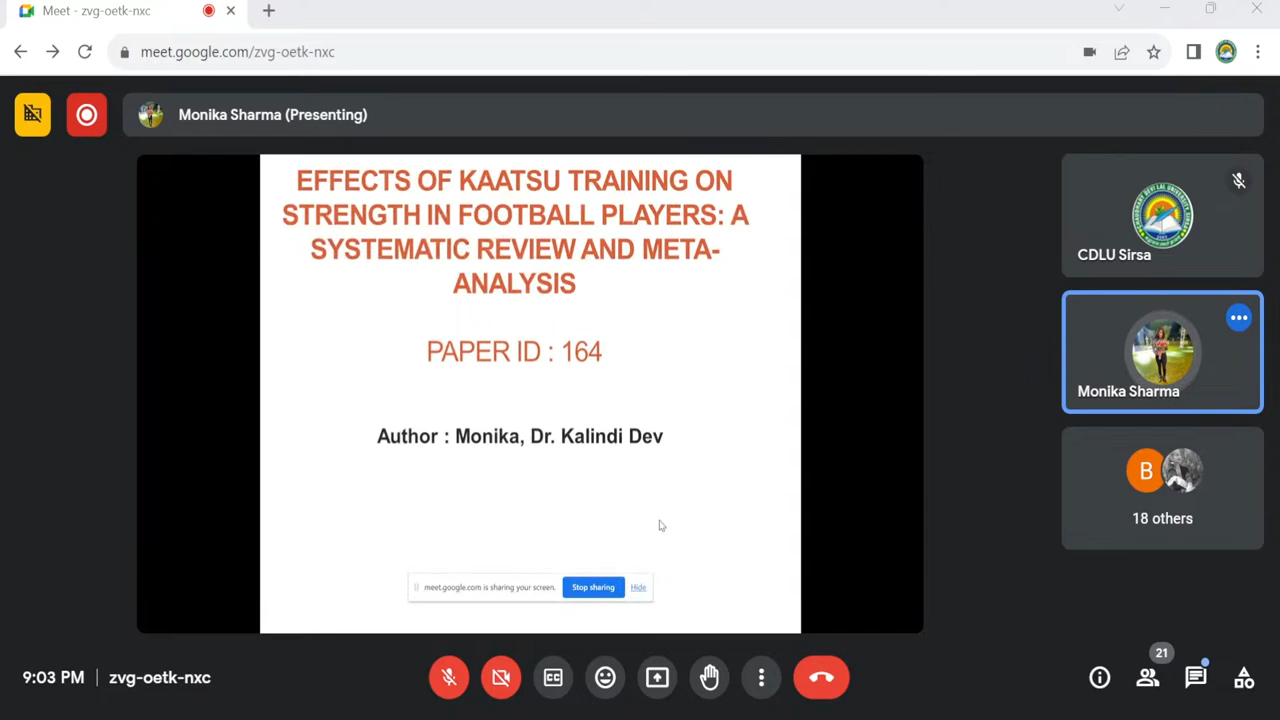 Meet - zvg-oetk-nxc
meet.google.com/zvg-oetk-nxc
Monika Sharma (Presenting)
EFFECTS OF KAATSU TRAINING ON
STRENGTH IN FOOTBALL PLAYERS: A
SYSTEMATIC REVIEW AND META-
ANALYSIS
PAPER ID : 164
Author : Monika, Dr. Kalindi Dev
meet.google.com is sharing your screen.
Stop sharing
Hide
CDLU Sirsa
Monika Sharma
B
18 others
9:03 PM
zvg-oetk-nxc
CC
21